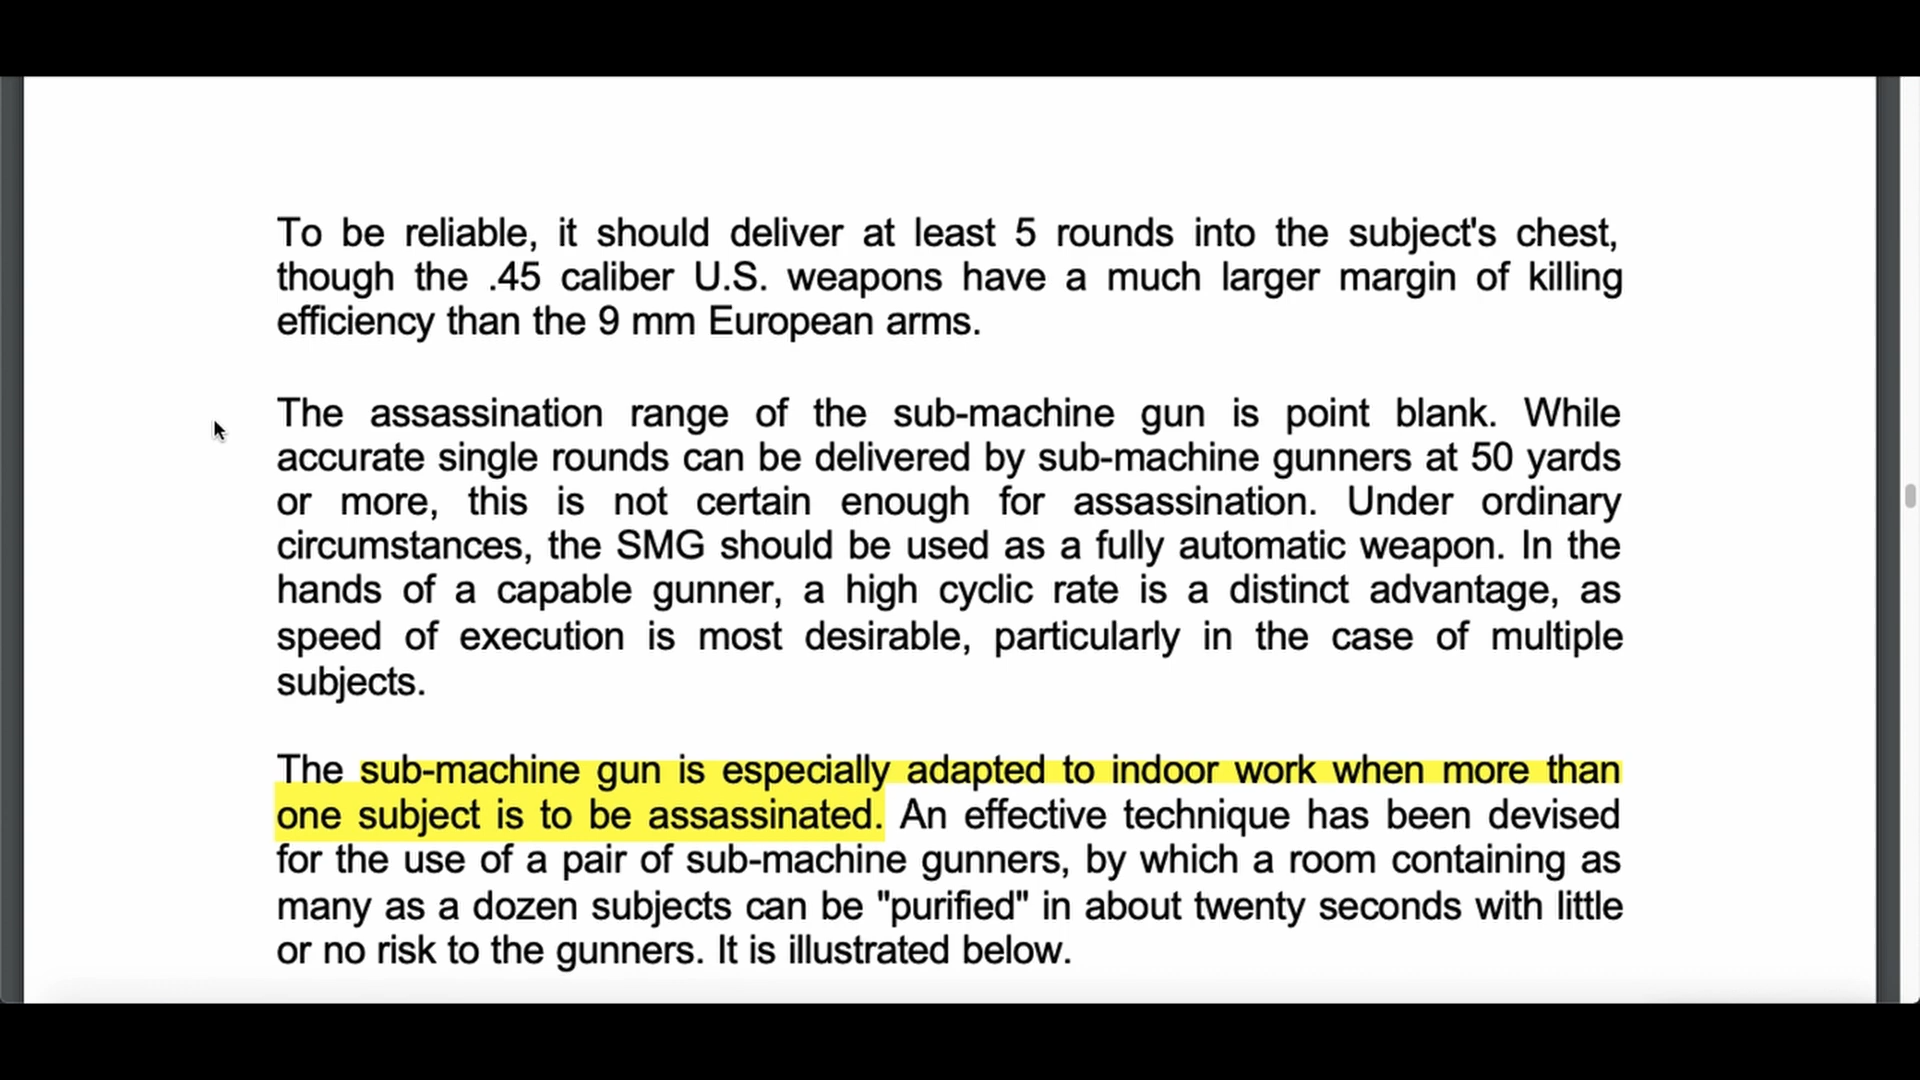 To be reliable, it should deliver at least 5 rounds into the subject's chest,
though the .45 caliber U.S. weapons have a much larger margin of killing
efficiency than the 9 mm European arms.
The assassination range of the sub-machine gun is point blank. While
accurate single rounds can be delivered by sub-machine gunners at 50 yards
or more, this is not certain enough for assassination. Under ordinary
circumstances, the SMG should be used as a fully automatic weapon. In the
hands of a capable gunner, a high cyclic rate is a distinct advantage, as
speed of execution is most desirable, particularly in the case of multiple
subjects.
The sub-machine gun is especially adapted to indoor work when more than
one subject is to be assassinated. An effective technique has been devised
for the use of a pair of sub-machine gunners, by which a room containing as
many as a dozen subjects can be "purified" in about twenty seconds with little
or no risk to the gunners. It is illustrated below.